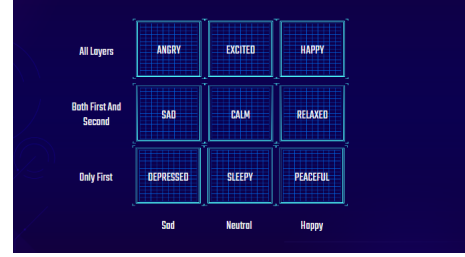 All Layers ANGRY EXCITED HAPPY
Both First And
Second SAD CALM RELAXED
Only First DEPRESSED SLEEPY PEACEFUL
Sad Neutral Happy